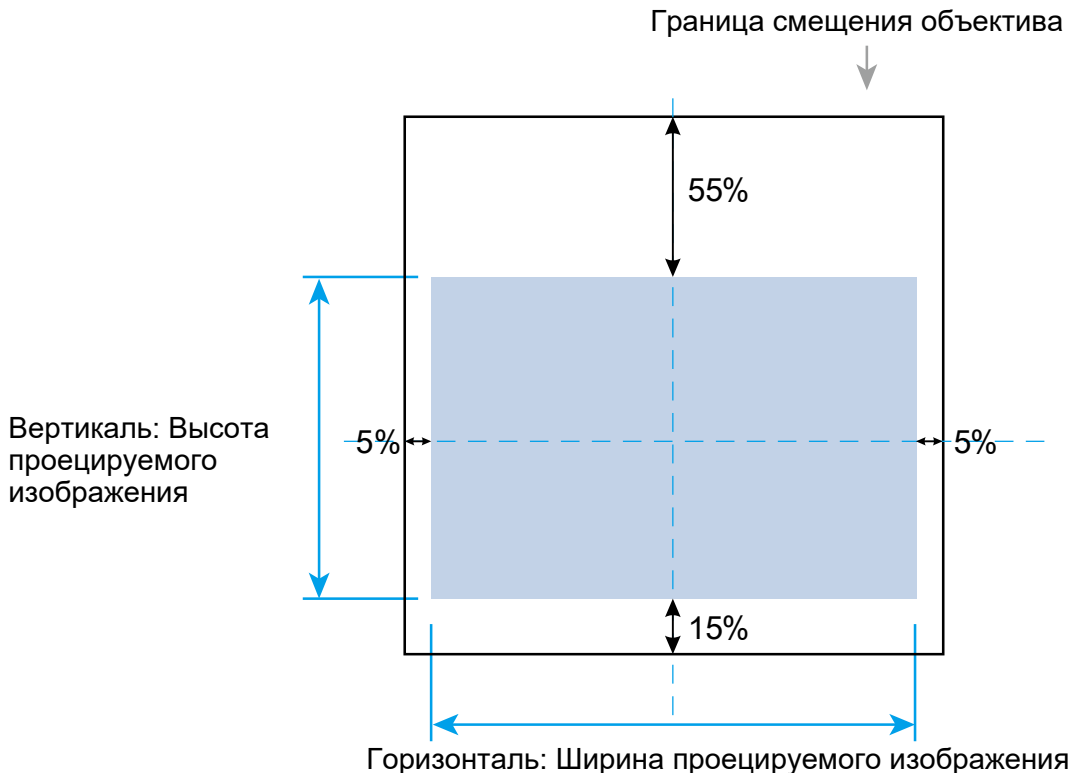 Граница смещения объектива
55%
Вертикаль: Высота
проецируемого
изображения
5%
5%
15%
Горизонталь: Ширина проецируемого изображения